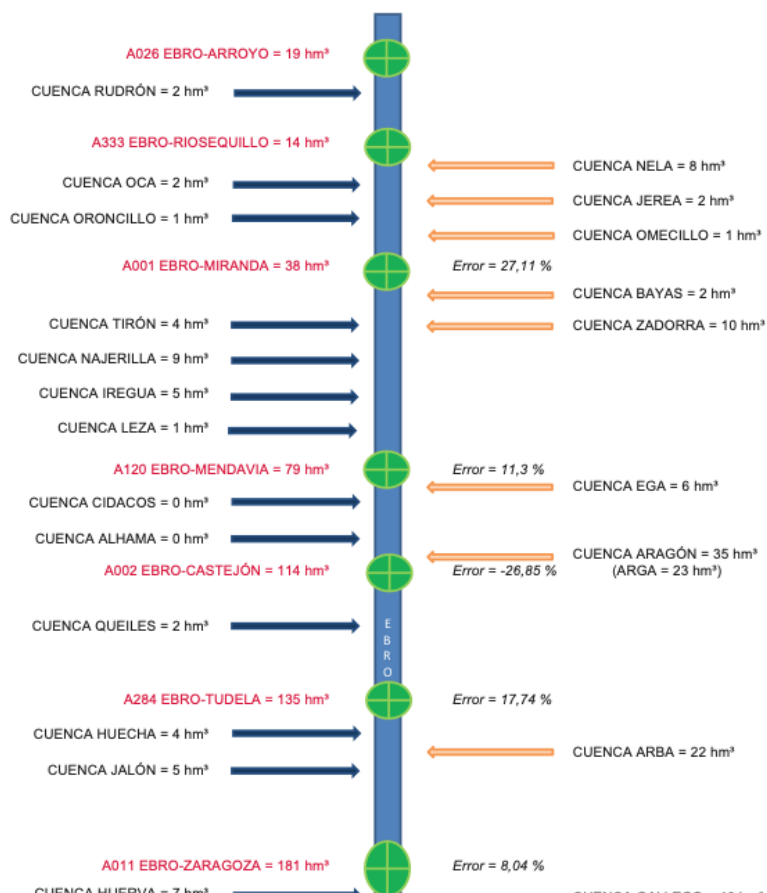 A026 EBRO-ARROYO = 19 hm³
CUENCA RUDRÓN = 2 hm³
A333 EBRO-RIOSEQUILLO = 14 hm³
CUENCA NELA = 8 hm³
CUENCA OCA = 2 hm³
CUENCA JEREA = 2 hm³
CUENCA ORONCILLO = 1 hm³
CUENCA OMECILLO = 1 hm³
A001 EBRO-MIRANDA = 38 hm³ Error = 27,11 %
CUENCA BAYAS = 2 hm³
CUENCA TIRÓN = 4 hm³ CUENCA ZADORRA = 10 hm³
CUENCA NAJERILLA = 9 hm³
CUENCA IREGUA = 5 hm³
CUENCA LEZA = 1 hm³
A120 EBRO-MENDAVIA = 79 hm³ Error = 11,3 %
CUENCA EGA = 6 hm³
CUENCA CIDACOS = 0 hm³
CUENCA ALHAMA = 0 hm³
CUENCA ARAGÓN = 35 hm³
A002 EBRO-CASTEJÓN = 114 hm³ Error = -26,85 % (ARGA = 23 hm³)
CUENCA QUEILES = 2 hm³
EBRO
A284 EBRO-TUDELA = 135 hm³ Error = 17,74 %
CUENCA HUECHA = 4 hm³
CUENCA ARBA = 22 hm³
CUENCA JALÓN = 5 hm³
A011 EBRO-ZARAGOZA = 181 hm³ Error = 8,04 %
CUENCA HUERVA = 7 hm³